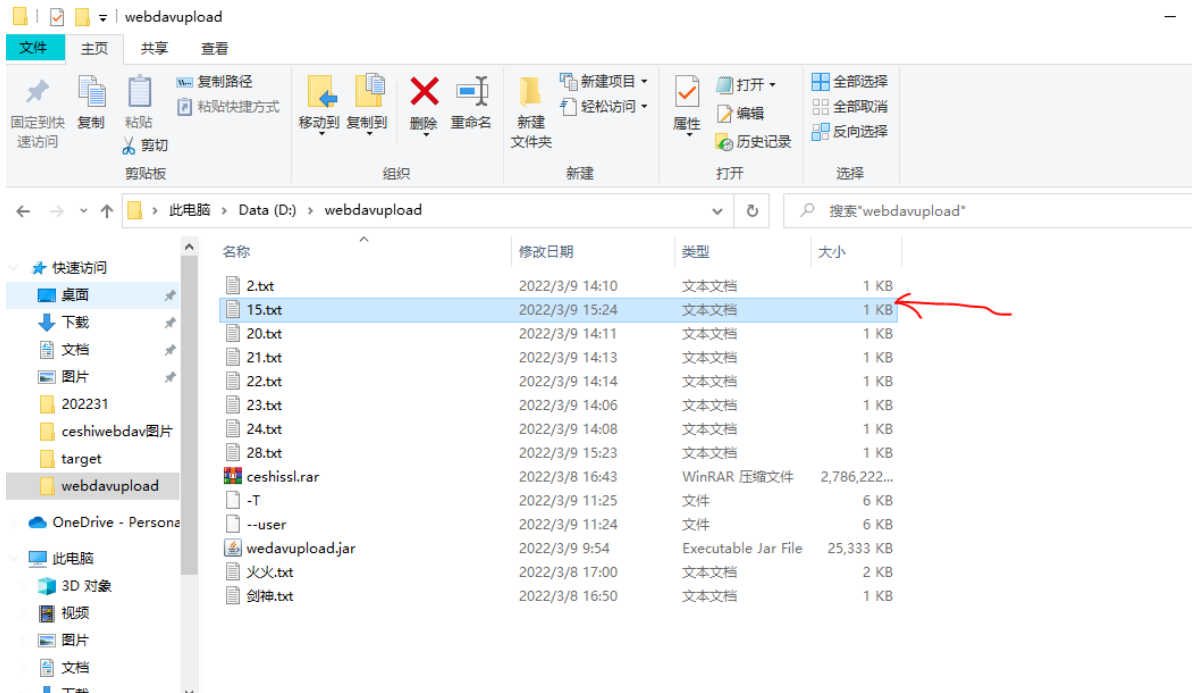 webdavupload
文件 主页 共享 查看
固定到快速访问
复制
粘贴
复制路径
粘贴快捷方式
剪切
剪贴板
移动到 复制到 删除 重命名
组织
新建文件夹
新建项目
轻松访问
新建
属性
打开
编辑
历史记录
打开
全部选择
全部取消
反向选择
选择
此电脑 › Data (D:) › webdavupload
搜索"webdavupload"
快速访问
桌面
下载
文档
图片
202231
ceshiwebdav图片
target
webdavupload
OneDrive - Persona
此电脑
3D 对象
视频
图片
文档
下载
名称 修改日期 类型 大小
2.txt 2022/3/9 14:10 文本文档 1 KB
15.txt 2022/3/9 15:24 文本文档 1 KB
20.txt 2022/3/9 14:11 文本文档 1 KB
21.txt 2022/3/9 14:13 文本文档 1 KB
22.txt 2022/3/9 14:14 文本文档 1 KB
23.txt 2022/3/9 14:06 文本文档 1 KB
24.txt 2022/3/9 14:08 文本文档 1 KB
28.txt 2022/3/9 15:23 文本文档 1 KB
ceshissl.rar 2022/3/8 16:43 WinRAR 压缩文件 2,786,222...
-T 2022/3/9 11:25 文件 6 KB
--user 2022/3/9 11:24 文件 6 KB
wedavupload.jar 2022/3/9 9:54 Executable Jar File 25,333 KB
火火.txt 2022/3/8 17:00 文本文档 2 KB
剑神.txt 2022/3/8 16:50 文本文档 1 KB